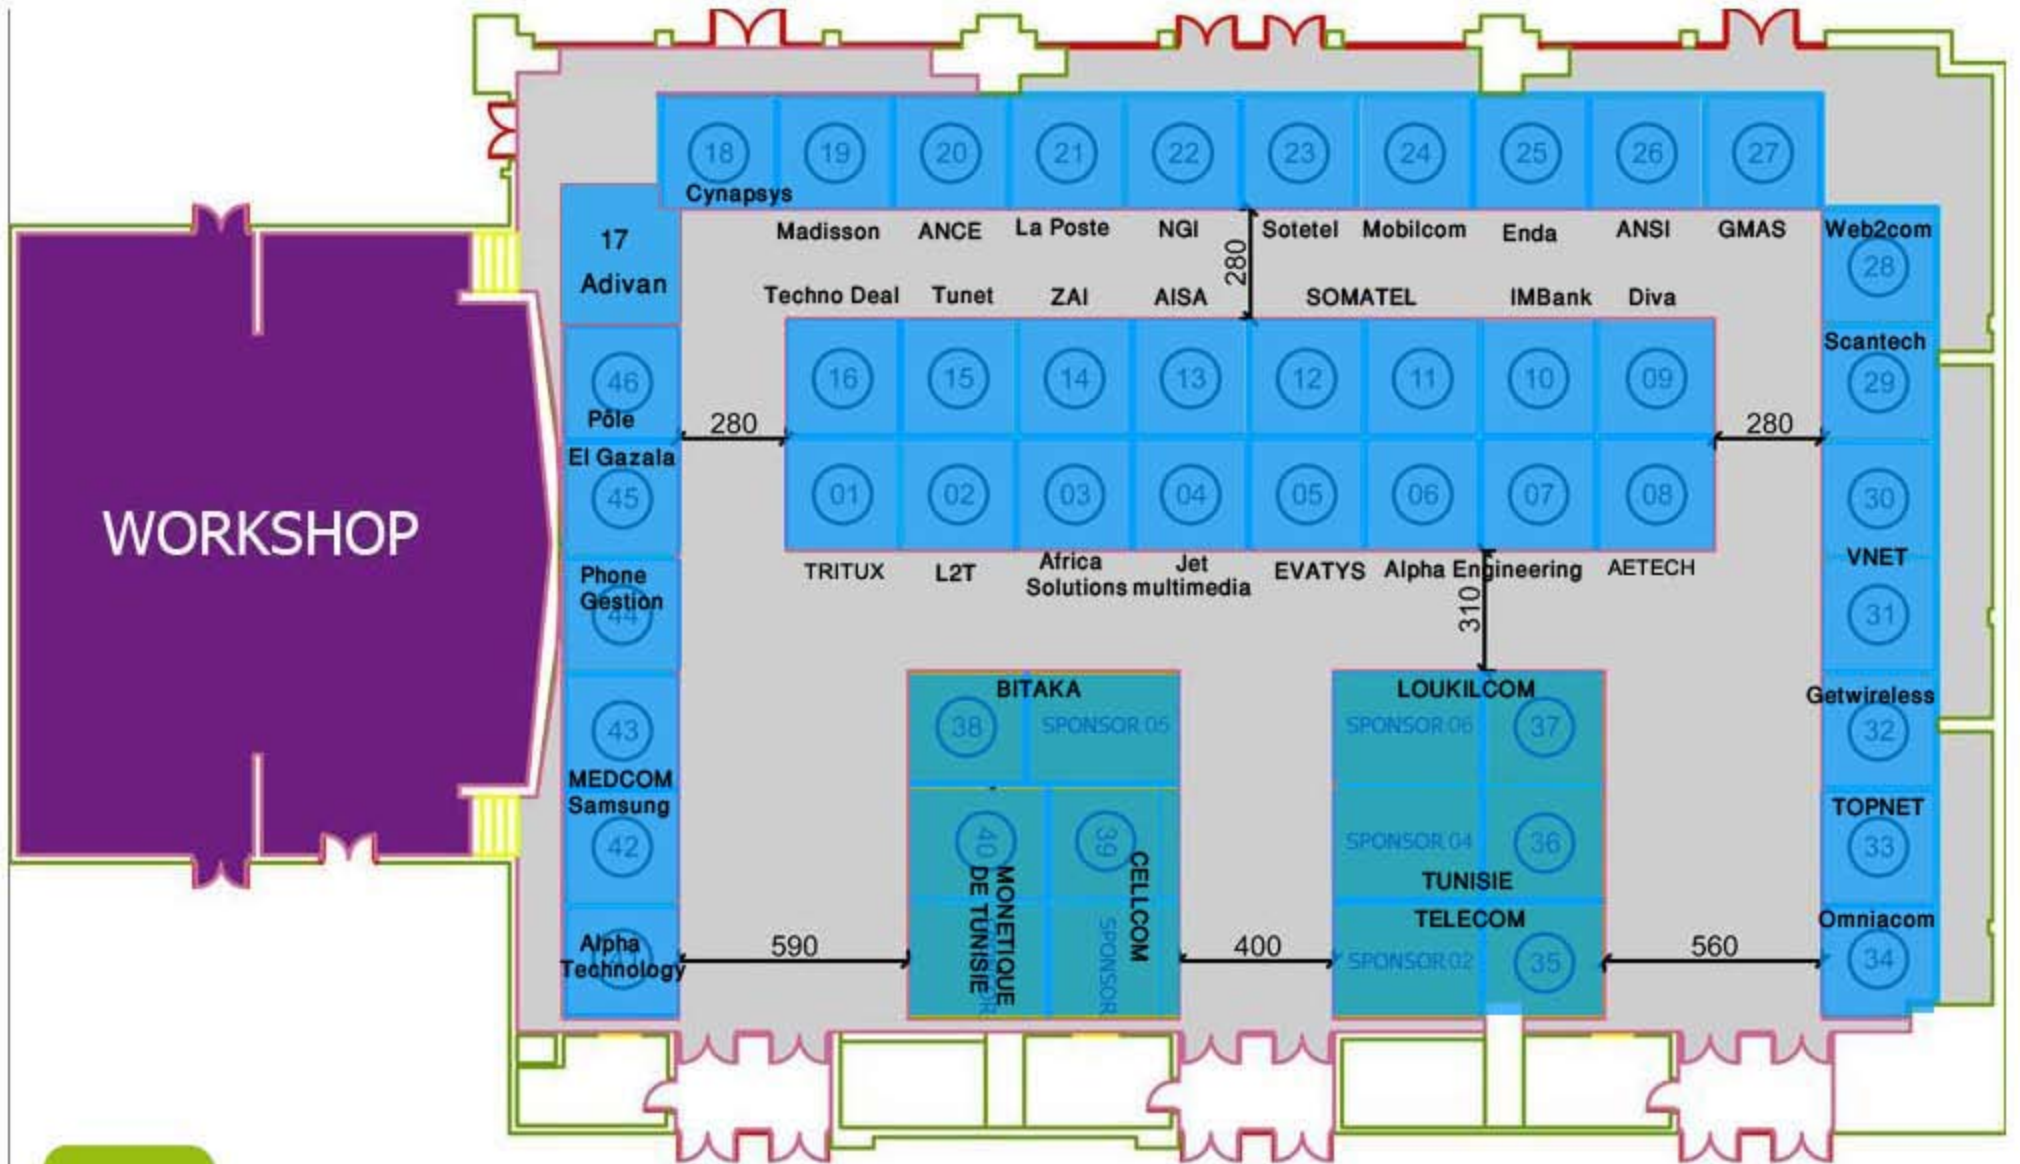 18
19
20
21
22
23
24
25
26
27
Cynapsys
Madisson
ANCE
La Poste
NGI
Sotetel
Mobilcom
Enda
ANSI
GMAS
Web2com
28
17
Adivan
280
Techno Deal
Tunet
ZAI
AISA
SOMATEL
IMBank
Diva
Scantech
29
46
Pôle
El Gazala
45
16
15
14
13
12
11
10
09
280
280
01
02
03
04
05
06
07
08
30
VNET
31
WORKSHOP
TRITUX
L2T
Africa
Solutions
Jet
multimedia
EVATYS
Alpha Engineering
AETECH
Phone
Gestion
44
310
43
MEDCOM
Samsung
42
BITAKA
38
SPONSOR 05
LOUKILCOM
SPONSOR 06
37
Getwireless
32
40
MONETIQUE
DE TUNISIE
39
CELLCOM
SPONSOR
SPONSOR 04
36
TUNISIE
TELECOM
SPONSOR 02
35
TOPNET
33
Omniacom
34
Alpha
Technology
41
590
400
560